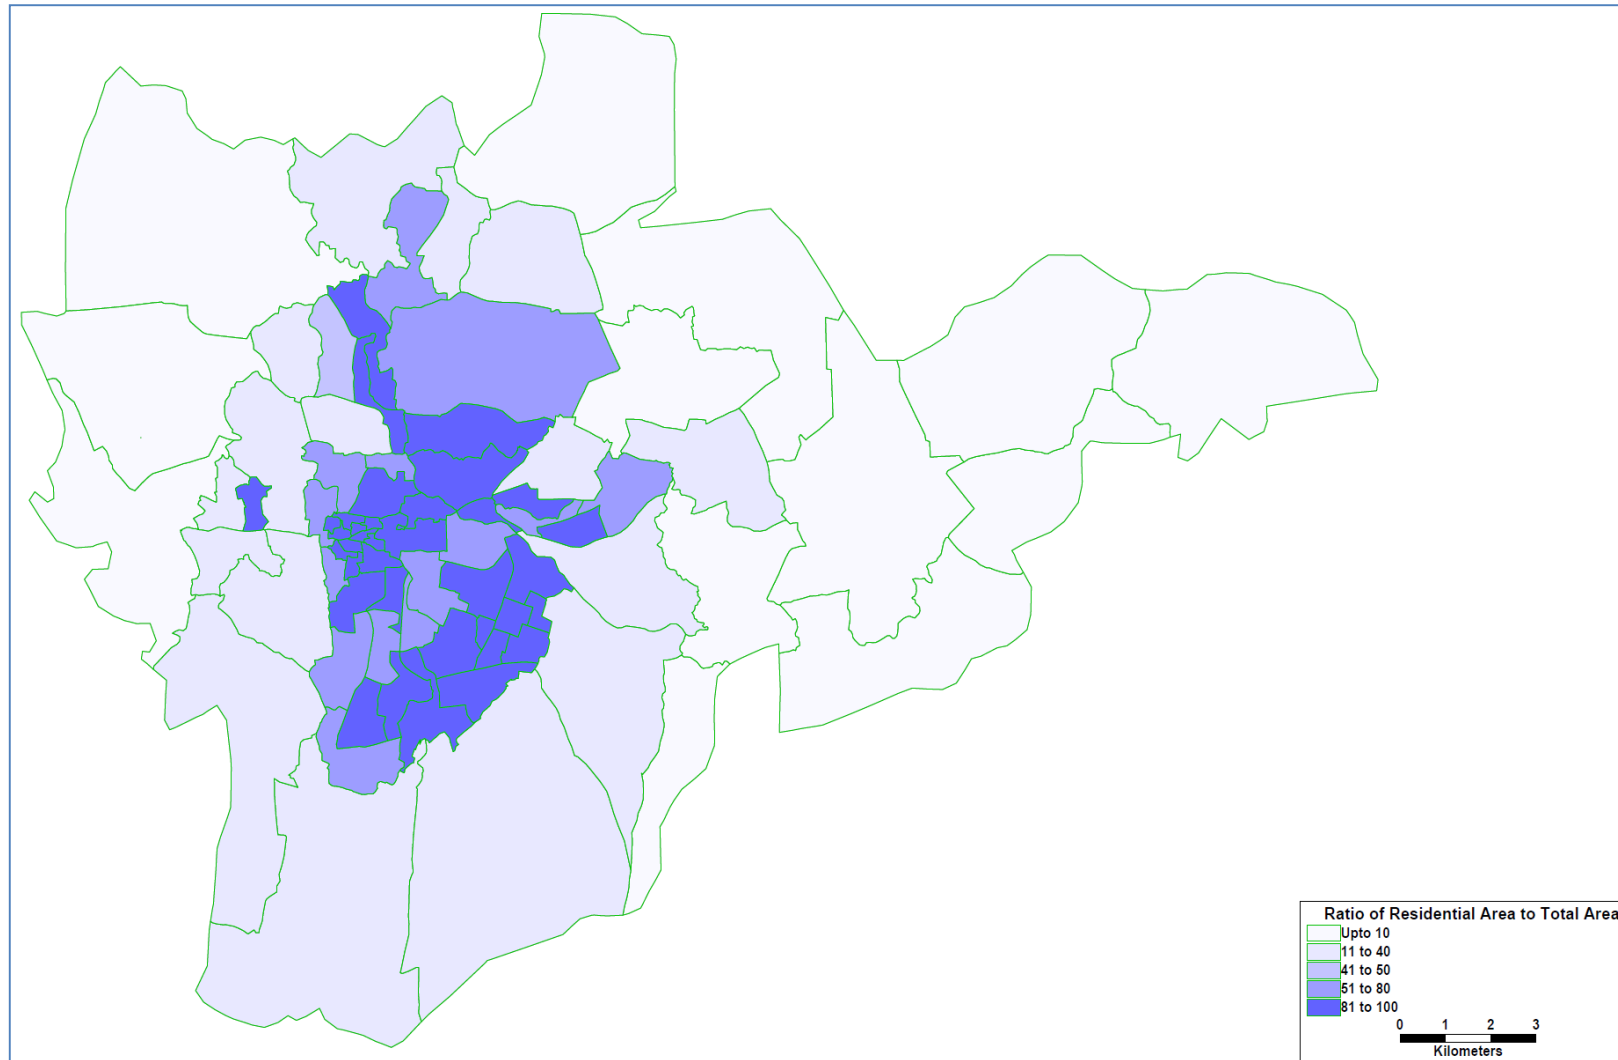 Ratio of Residential Area to Total Area
Upto 10
11 to 40
41 to 50
51 to 80
81 to 100
0 1 2 3
Kilometers